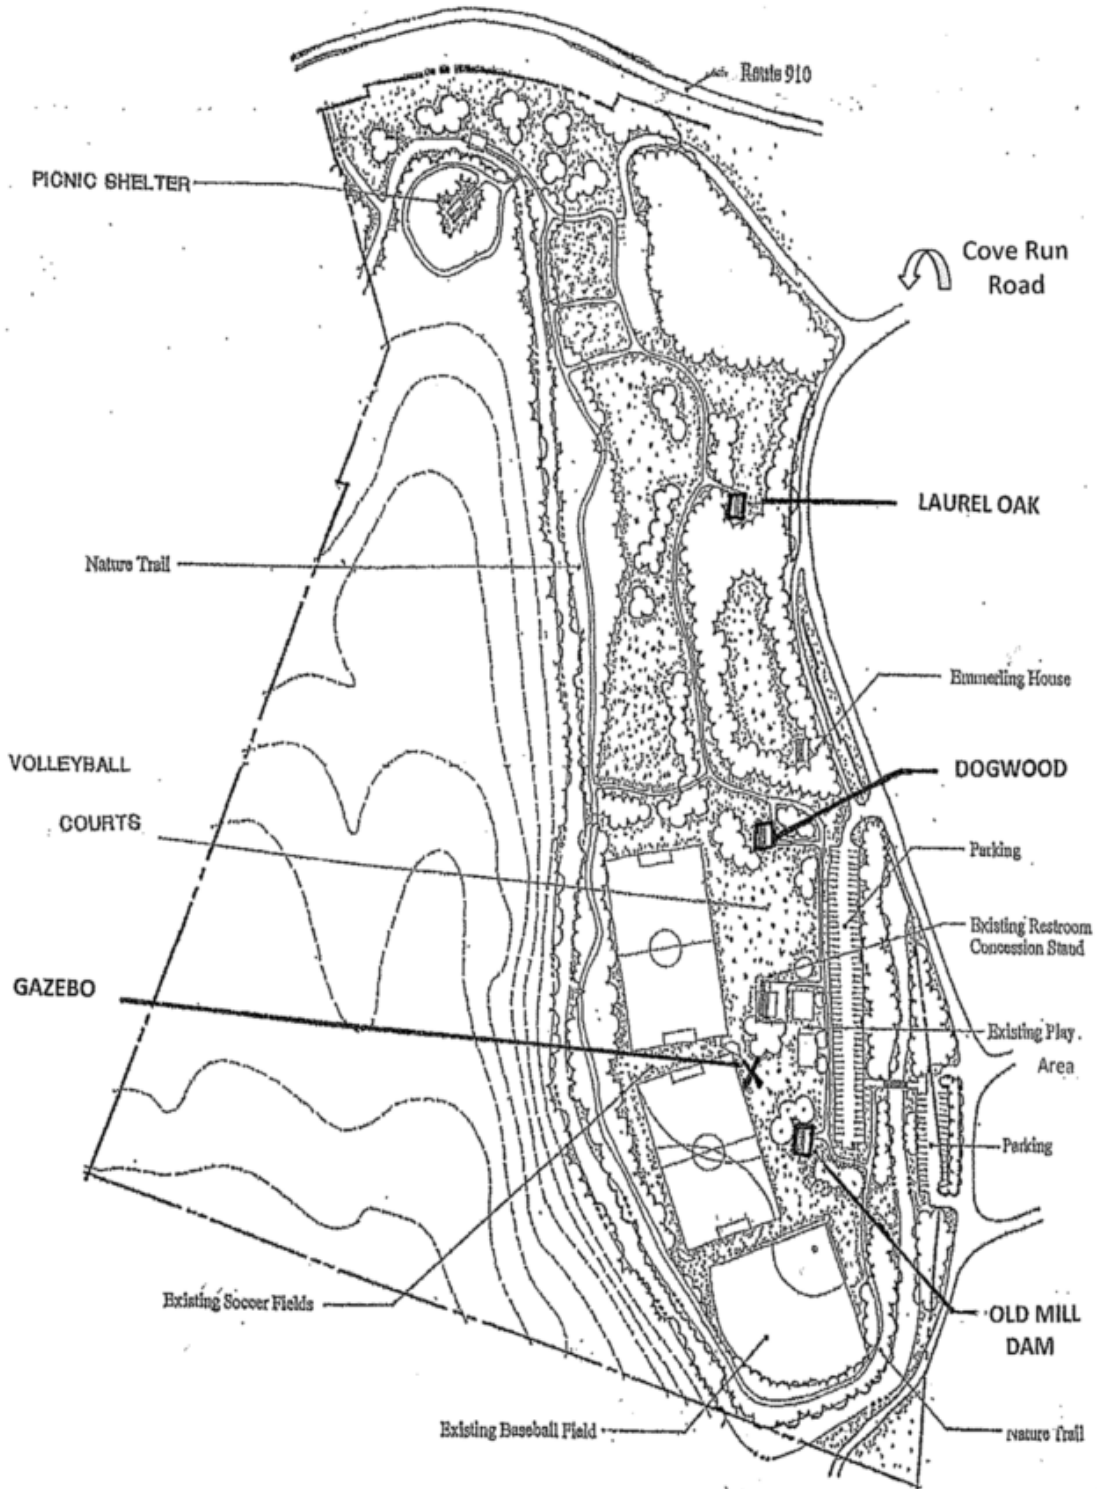 Route 910
PICNIC SHELTER
Cove Run
Road
LAUREL OAK
Nature Trail
Emmerling House
VOLLEYBALL
COURTS
DOGWOOD
Parking
Existing Restroom
Concession Stand
GAZEBO
Existing Play
Area
Parking
Existing Soccer Fields
OLD MILL
DAM
Existing Baseball Field
Nature Trail